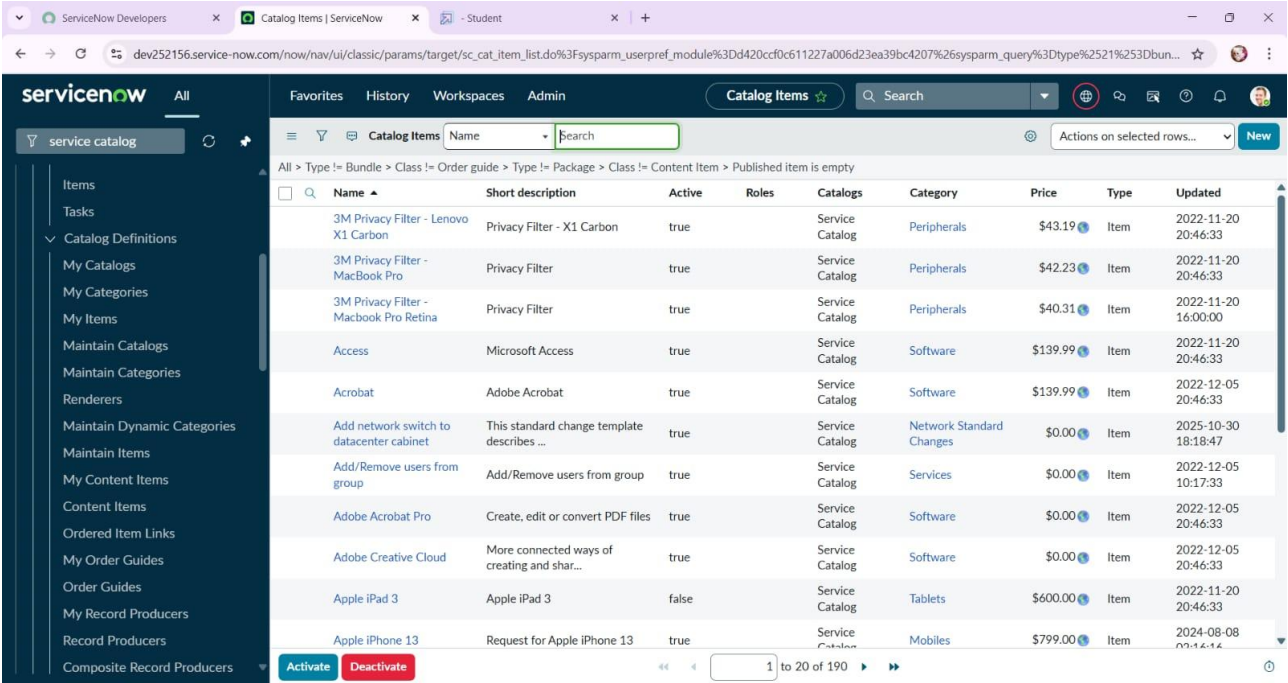 ServiceNow Developers
Catalog Items | ServiceNow
- Student
dev252156.service-now.com/now/nav/ui/classic/params/target/sc_cat_item_list.do%3Fsysparm_userpref_module%3Dd420ccf0c611227a006d23ea39bc4207%26sysparm_query%3Dtype%2521%253Dbun...
servicenow All Favorites History Workspaces Admin Catalog Items Search
service catalog
Items
Tasks
Catalog Definitions
My Catalogs
My Categories
My Items
Maintain Catalogs
Maintain Categories
Renderers
Maintain Dynamic Categories
Maintain Items
My Content Items
Content Items
Ordered Item Links
My Order Guides
Order Guides
My Record Producers
Record Producers
Composite Record Producers
Catalog Items Name Search Actions on selected rows... New
All > Type != Bundle > Class != Order guide > Type != Package > Class != Content Item > Published item is empty
Name Short description Active Roles Catalogs Category Price Type Updated
3M Privacy Filter - Lenovo X1 Carbon Privacy Filter - X1 Carbon true Service Catalog Peripherals $43.19 Item 2022-11-20 20:46:33
3M Privacy Filter - MacBook Pro Privacy Filter true Service Catalog Peripherals $42.23 Item 2022-11-20 20:46:33
3M Privacy Filter - Macbook Pro Retina Privacy Filter true Service Catalog Peripherals $40.31 Item 2022-11-20 16:00:00
Access Microsoft Access true Service Catalog Software $139.99 Item 2022-11-20 20:46:33
Acrobat Adobe Acrobat true Service Catalog Software $139.99 Item 2022-12-05 20:46:33
Add network switch to datacenter cabinet This standard change template describes ... true Service Catalog Network Standard Changes $0.00 Item 2025-10-30 18:18:47
Add/Remove users from group Add/Remove users from group true Service Catalog Services $0.00 Item 2022-12-05 10:17:33
Adobe Acrobat Pro Create, edit or convert PDF files true Service Catalog Software $0.00 Item 2022-12-05 20:46:33
Adobe Creative Cloud More connected ways of creating and shar... true Service Catalog Software $0.00 Item 2022-12-05 20:46:33
Apple iPad 3 Apple iPad 3 false Service Catalog Tablets $600.00 Item 2022-11-20 20:46:33
Apple iPhone 13 Request for Apple iPhone 13 true Service Catalog Mobiles $799.00 Item 2024-08-08
Activate Deactivate 1 to 20 of 190